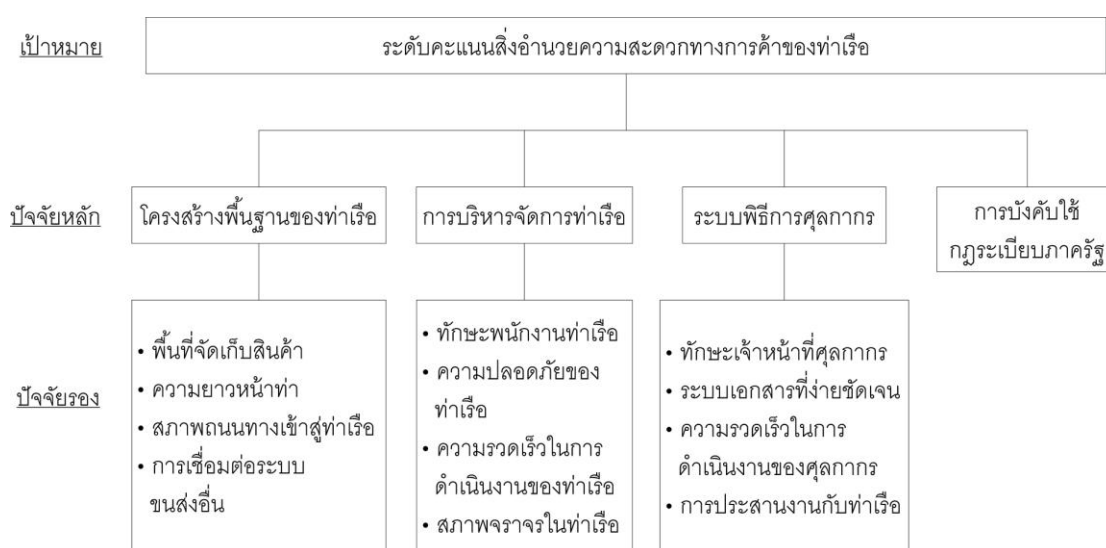 เป้าหมาย
ระดับคะแนนสิ่งอำนวยความสะดวกทางการค้าของท่าเรือ
ปัจจัยหลัก
โครงสร้างพื้นฐานของท่าเรือ
การบริหารจัดการท่าเรือ
ระบบพิธีการศุลกากร
การบังคับใช้
กฎระเบียบภาครัฐ
ปัจจัยรอง
• พื้นที่จัดเก็บสินค้า
• ความยาวหน้าท่า
• สภาพถนนทางเข้าสู่ท่าเรือ
• การเชื่อมต่อระบบ
ขนส่งอื่น
• ทักษะพนักงานท่าเรือ
• ความปลอดภัยของ
ท่าเรือ
• ความรวดเร็วในการ
ดำเนินงานของท่าเรือ
• สภาพจราจรในท่าเรือ
• ทักษะเจ้าหน้าที่ศุลกากร
• ระบบเอกสารที่ง่ายชัดเจน
• ความรวดเร็วในการ
ดำเนินงานของศุลกากร
• การประสานงานกับท่าเรือ